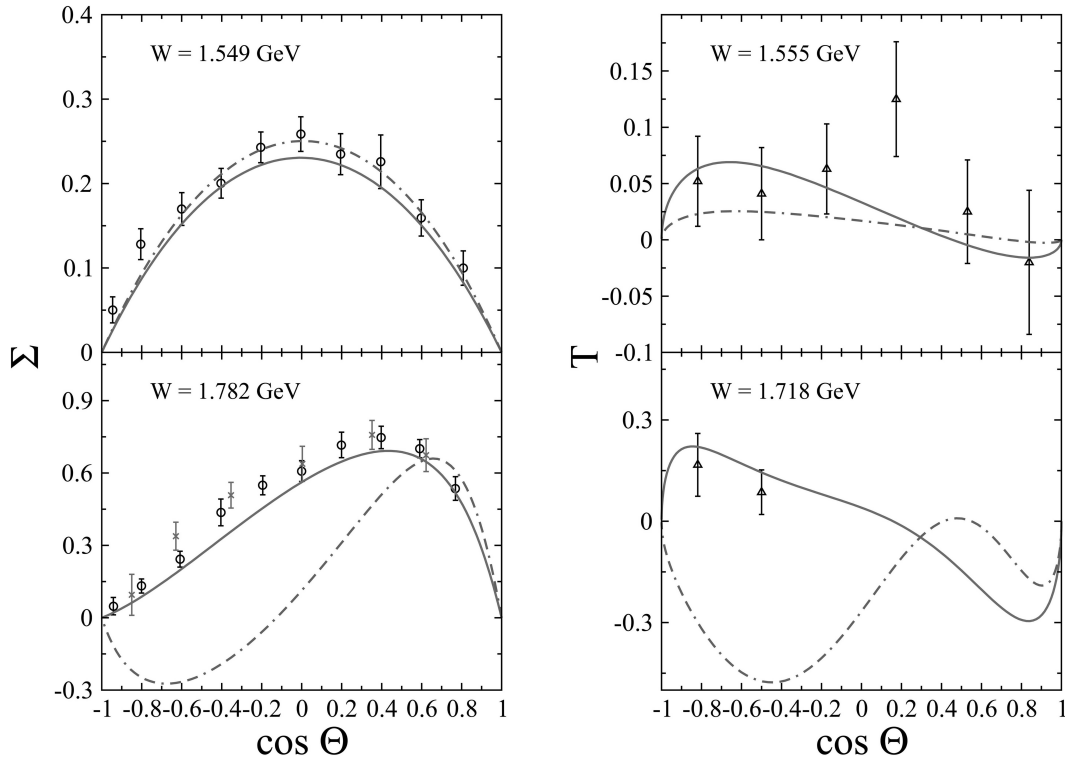 0.4
W = 1.549 GeV
0.3
0.2
0.1
0
W = 1.555 GeV
0.15
0.1
0.05
0
-0.05
-0.1
Σ
T
W = 1.782 GeV
0.9
0.6
0.3
0
-0.3
W = 1.718 GeV
0.3
0
-0.3
-1 -0.8 -0.6 -0.4 -0.2 0 0.2 0.4 0.6 0.8 1
-1 -0.8 -0.6 -0.4 -0.2 0 0.2 0.4 0.6 0.8 1
cos Θ
cos Θ